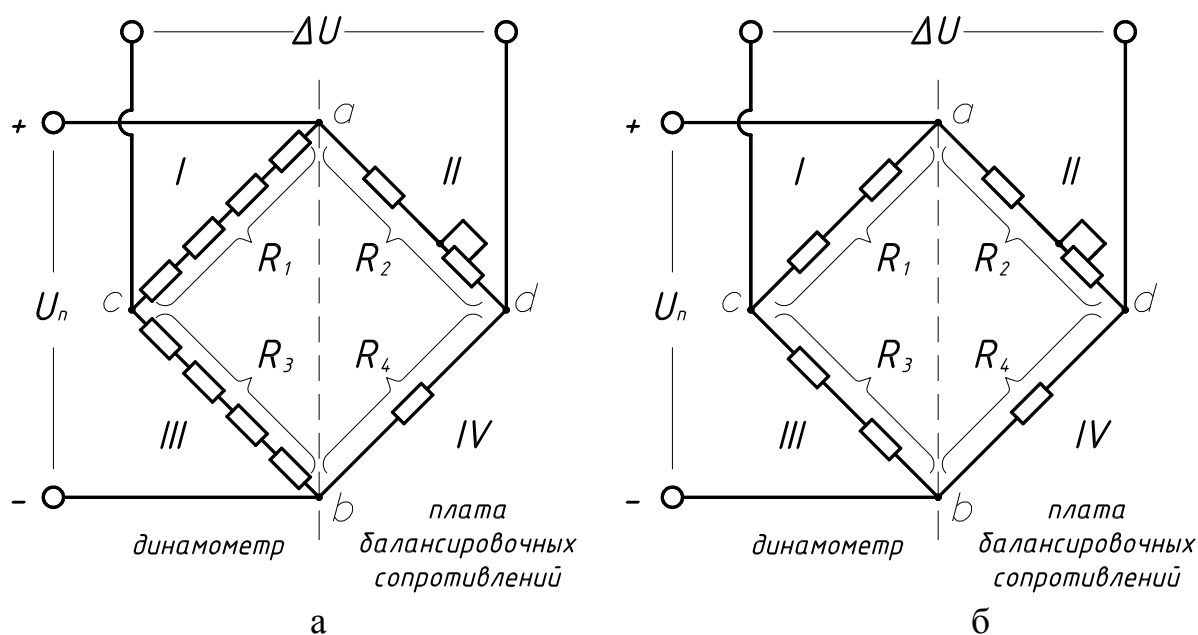 ΔU
a
+
I
II
R₁
R₂
c
d
Uₙ
R₃
R₄
III
IV
-
b
динамометр
плата
балансировочных
сопротивлений
а
ΔU
a
+
I
II
R₁
R₂
c
d
Uₙ
R₃
R₄
III
IV
-
b
динамометр
плата
балансировочных
сопротивлений
б